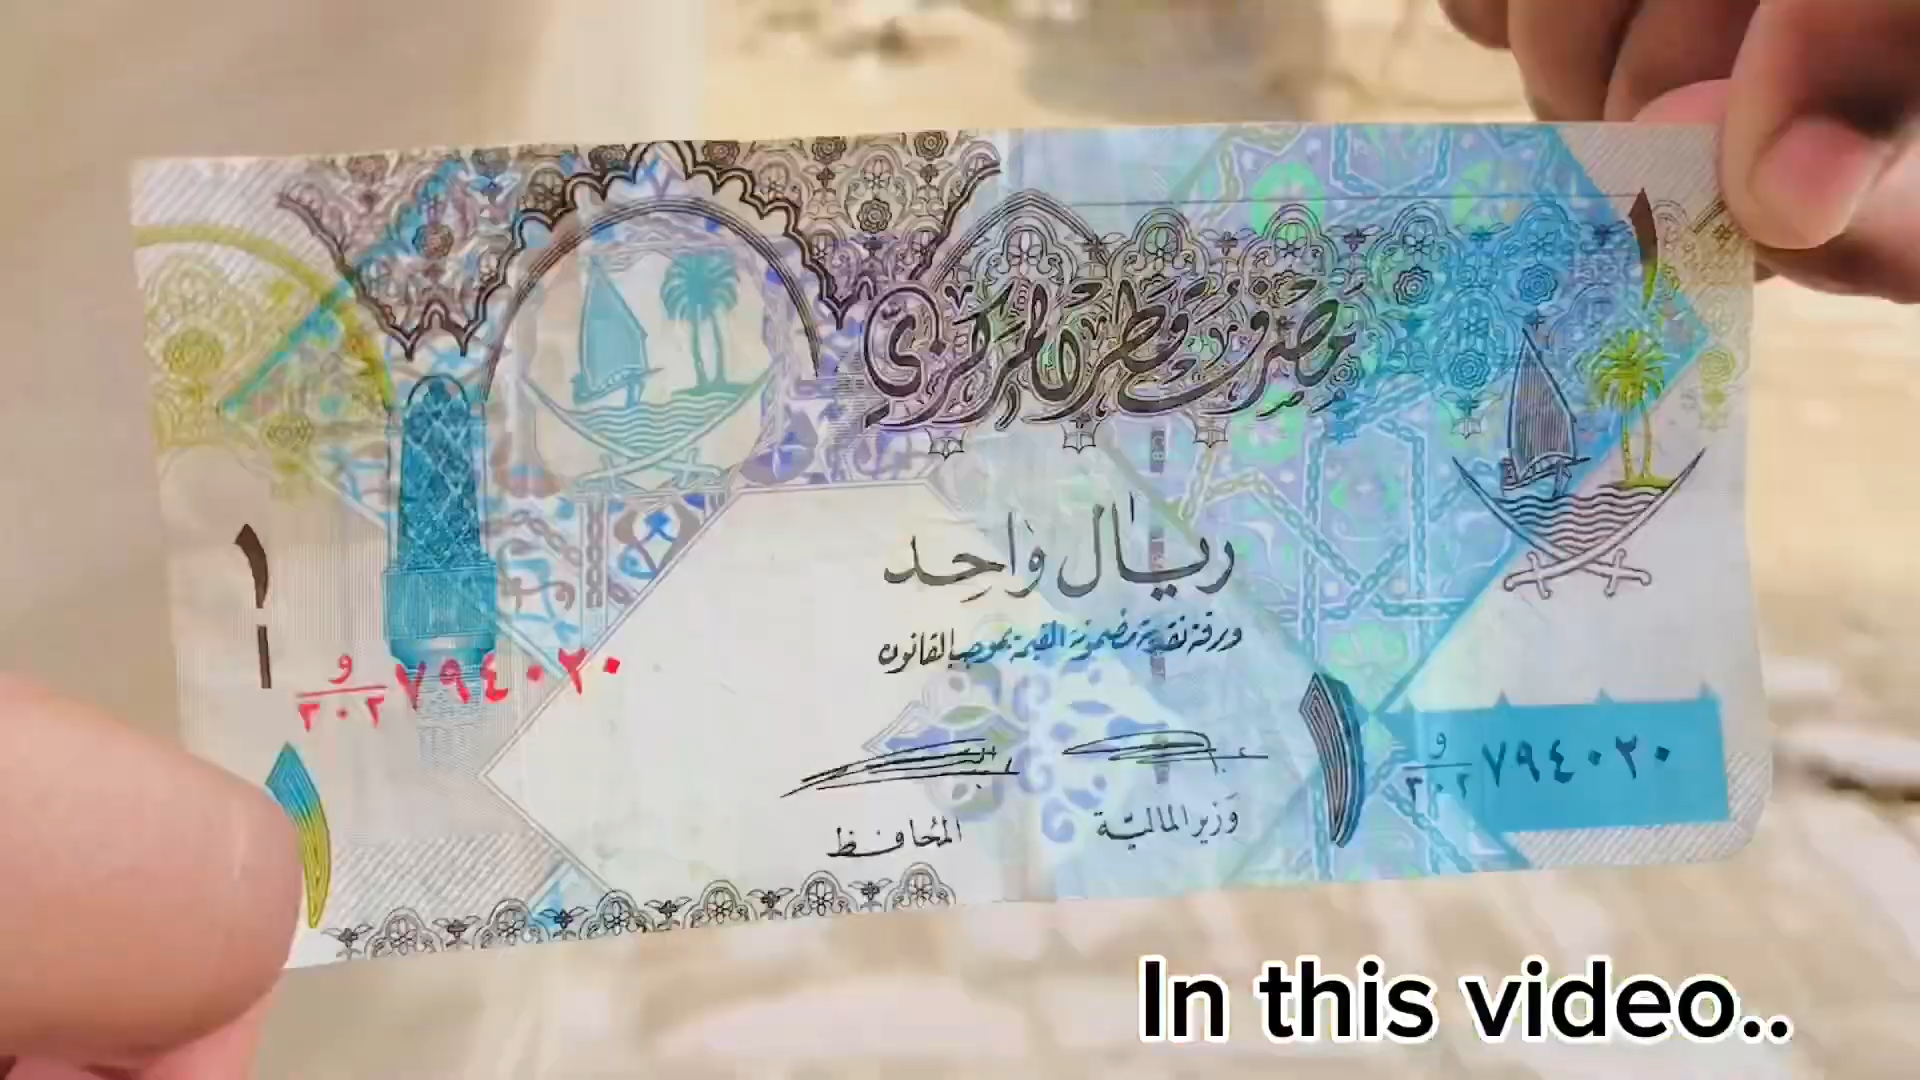 مصرف قطر المركزي
١
ريال واحد
ورقة نقدية مضمونة القيمة بموجب القانون
١
و
٢٠٢ ٧٩٤٠٢٠
وزير المالية
المحافظ
١
١
و
٢٠٢ ٧٩٤٠٢٠
In this video..